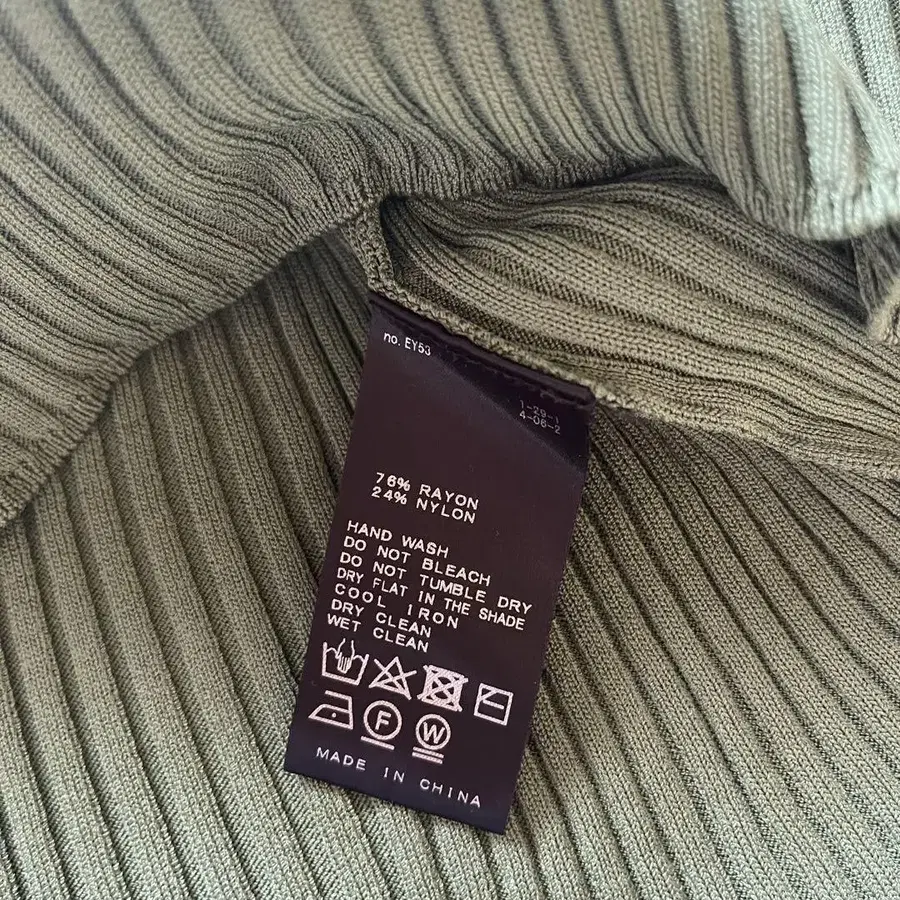 no. EY53
1-29-1
4-06-2
76% RAYON
24% NYLON
HAND WASH
DO NOT BLEACH
DO NOT TUMBLE DRY
DRY FLAT IN THE SHADE
COOL IRON
DRY CLEAN
WET CLEAN
F W
MADE IN CHINA